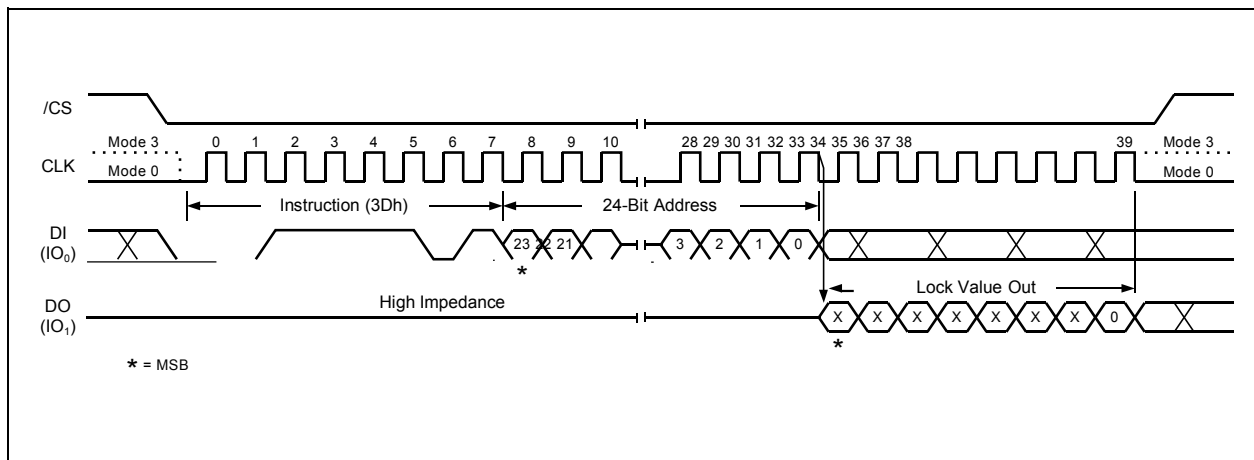 /CS
Mode 3 0 1 2 3 4 5 6 7 8 9 10 28 29 30 31 32 33 34 35 36 37 38 39 Mode 3
CLK Mode 0 Mode 0
Instruction (3Dh) 24-Bit Address
DI
(IO₀)
23 22 21 3 2 1 0
*
High Impedance Lock Value Out
DO
(IO₁)
X X X X X X X 0
*
* = MSB